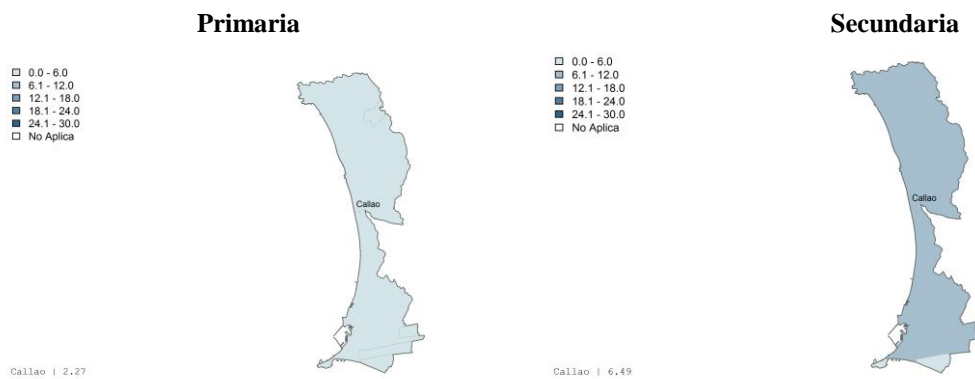 Primaria
0.0 - 6.0
6.1 - 12.0
12.1 - 18.0
18.1 - 24.0
24.1 - 30.0
No Aplica
Callao
Callao | 2.27
Secundaria
0.0 - 6.0
6.1 - 12.0
12.1 - 18.0
18.1 - 24.0
24.1 - 30.0
No Aplica
Callao
Callao | 6.49